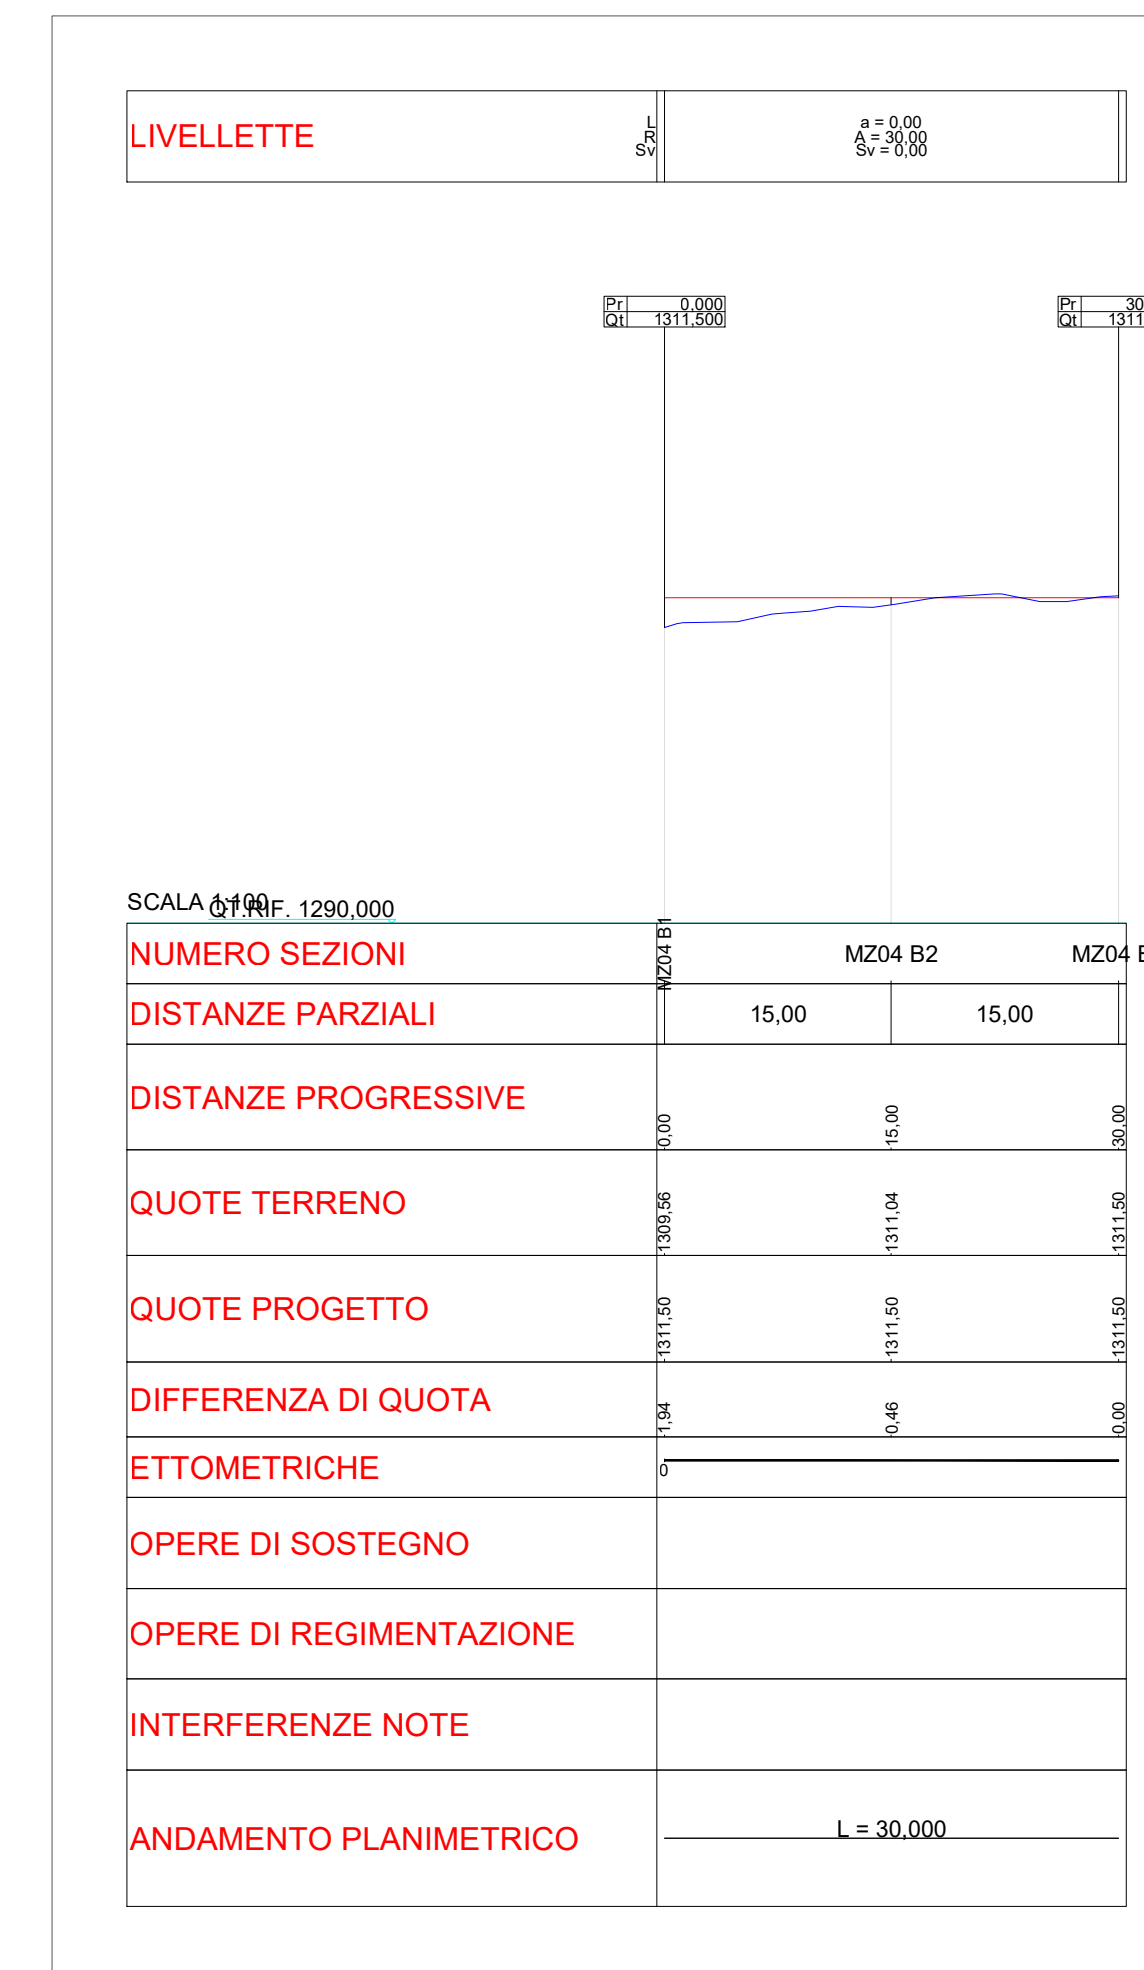 LIVELLETTE
L
R
Sv
a = 0,00
A = 30,00
Sv = 0,00
Pr 0,000
Qt 1311,500
Pr 30
Qt 1311
SCALA 1:100
QT.RIF. 1290,000
NUMERO SEZIONI MZ04 B1 MZ04 B2 MZ04
DISTANZE PARZIALI 15,00 15,00
DISTANZE PROGRESSIVE 0,00 15,00 30,00
QUOTE TERRENO 1309,56 1311,04 1311,50
QUOTE PROGETTO 1311,50 1311,50 1311,50
DIFFERENZA DI QUOTA 1,94 0,46 0,00
ETTOMETRICHE 0
OPERE DI SOSTEGNO
OPERE DI REGIMENTAZIONE
INTERFERENZE NOTE
ANDAMENTO PLANIMETRICO L = 30,000